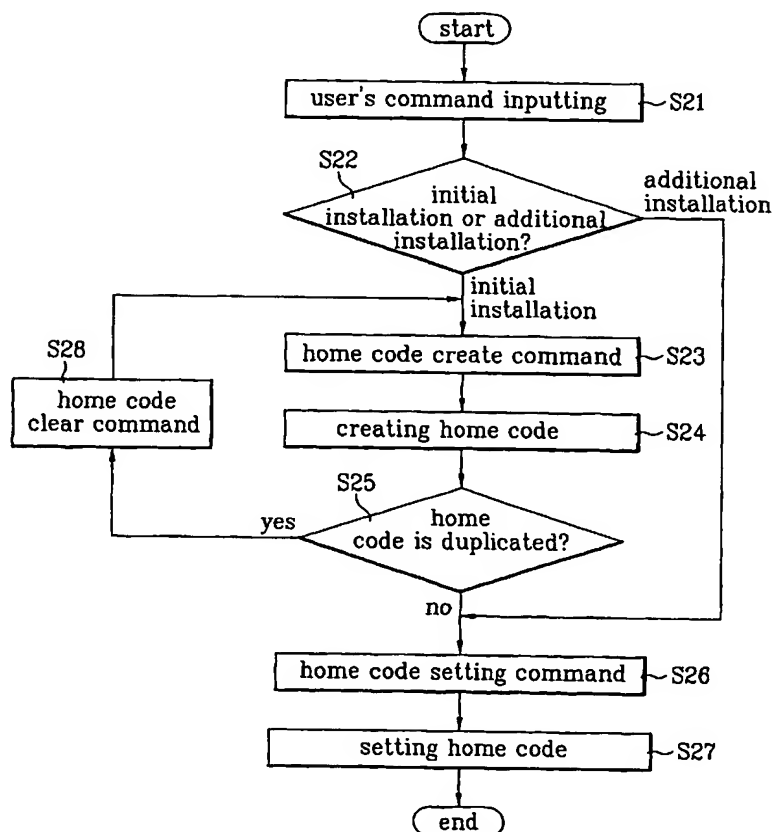 start
user's command inputting
S21
S22
initial
installation or additional
installation?
additional
installation
initial
installation
S28
home code
clear command
home code create command
S23
creating home code
S24
S25
home
code is duplicated?
yes
no
home code setting command
S26
setting home code
S27
end